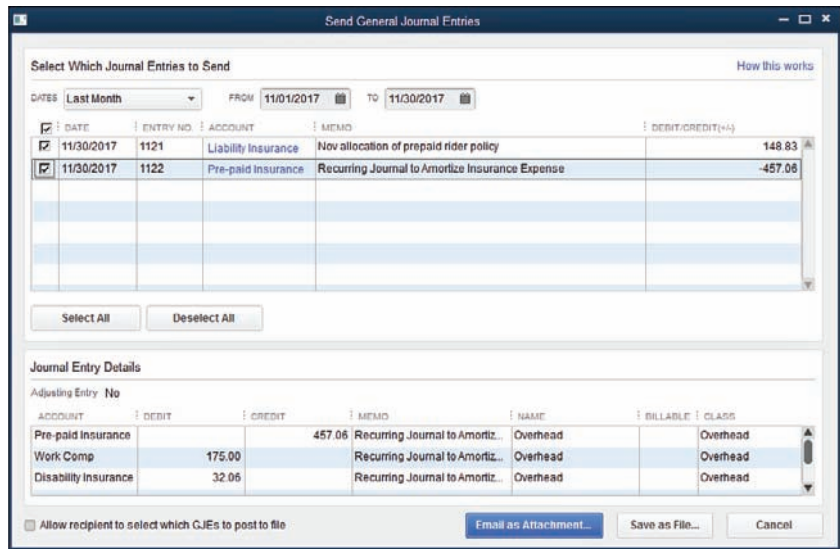 Send General Journal Entries
Select Which Journal Entries to Send How this works
DATES Last Month FROM 11/01/2017 TO 11/30/2017
DATE ENTRY NO. ACCOUNT MEMO DEBIT/CREDIT(+/-)
11/30/2017 1121 Liability Insurance Nov allocation of prepaid rider policy 148.83
11/30/2017 1122 Pre-paid Insurance Recurring Journal to Amortize Insurance Expense -457.06
Select All Deselect All
Journal Entry Details
Adjusting Entry No
ACCOUNT DEBIT CREDIT MEMO NAME BILLABLE CLASS
Pre-paid Insurance 457.06 Recurring Journal to Amortiz... Overhead Overhead
Work Comp 175.00 Recurring Journal to Amortiz... Overhead Overhead
Disability Insurance 32.06 Recurring Journal to Amortiz... Overhead Overhead
Allow recipient to select which GJEs to post to file Email as Attachment... Save as File... Cancel